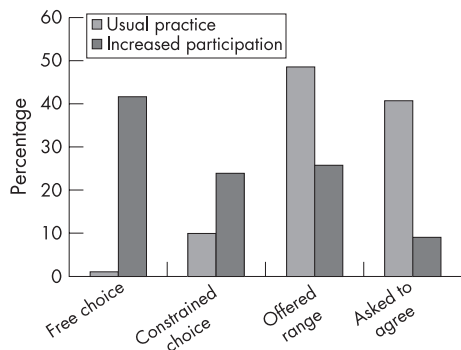 60
50
40
30
20
10
0
Percentage
Usual practice
Increased participation
Free choice
Constrained
choice
Offered
range
Asked to
agree